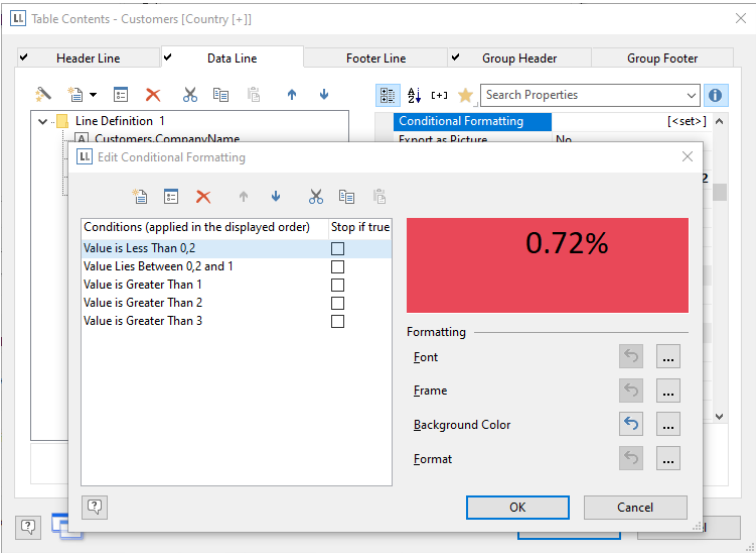 LL Table Contents - Customers [Country [+]]
Header Line Data Line Footer Line Group Header Group Footer
[+] Search Properties
Line Definition 1 Conditional Formatting [<set>]
A Customers.CompanyName Export as Picture No
LL Edit Conditional Formatting
2
Conditions (applied in the displayed order) Stop if true
Value is Less Than 0,2
Value Lies Between 0,2 and 1
Value is Greater Than 1
Value is Greater Than 2
Value is Greater Than 3
0.72%
Formatting
Font ...
Frame ...
Background Color ...
Format ...
OK Cancel